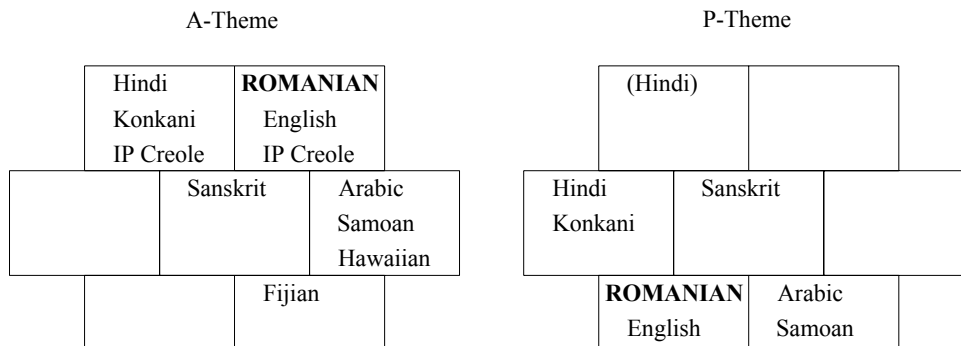 A-Theme
Hindi ROMANIAN
Konkani English
IP Creole IP Creole
Sanskrit Arabic
Samoan
Hawaiian
Fijian
P-Theme
(Hindi)
Hindi Sanskrit
Konkani
ROMANIAN Arabic
English Samoan